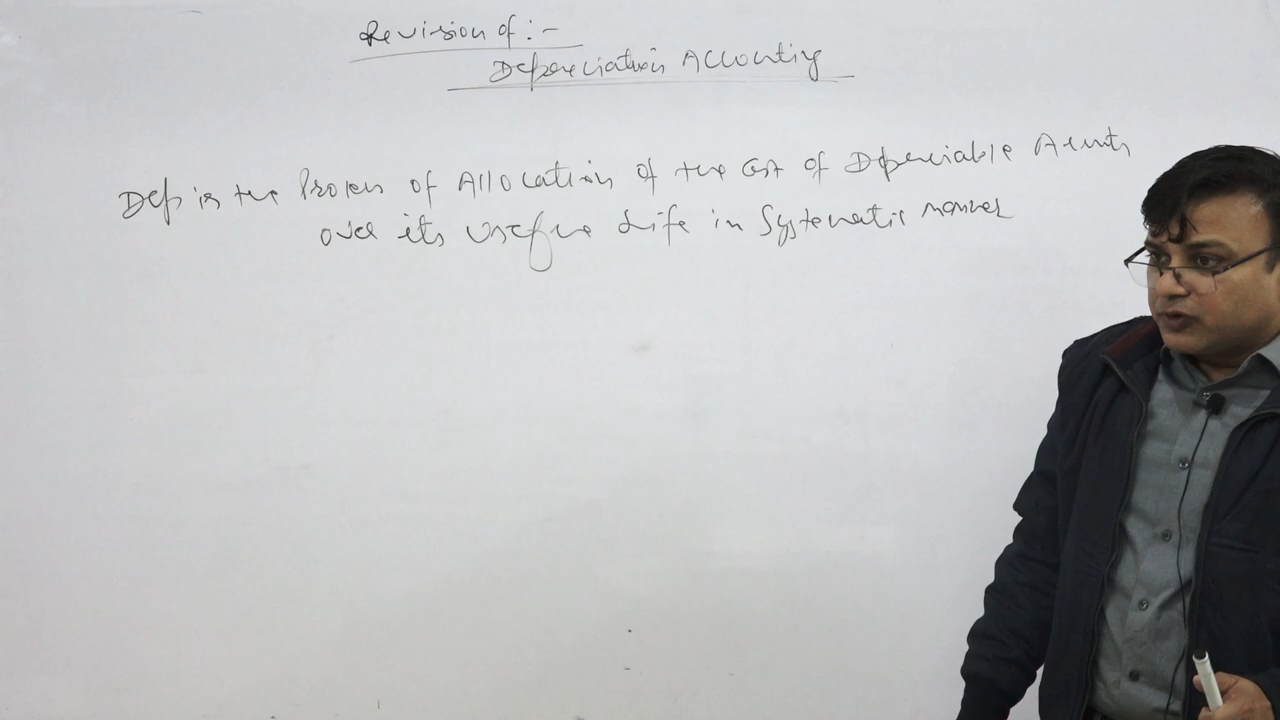 Revision of :-
Depreciation Accounting
Dep is the Process of Allocation of the cost of Depreciable Assets
over its useful Life in Systematic manner